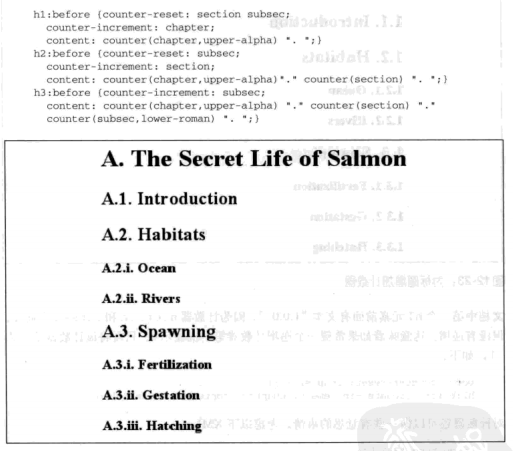 h1:before {counter-reset: section subsec;
counter-increment: chapter;
content: counter(chapter,upper-alpha) ". ";}
h2:before {counter-reset: subsec;
counter-increment: section;
content: counter(chapter,upper-alpha)"." counter(section) ". ";}
h3:before {counter-increment: subsec;
content: counter(chapter,upper-alpha) "." counter(section) "."
counter(subsec,lower-roman) ". ";}
A. The Secret Life of Salmon
A.1. Introduction
A.2. Habitats
A.2.i. Ocean
A.2.ii. Rivers
A.3. Spawning
A.3.i. Fertilization
A.3.ii. Gestation
A.3.iii. Hatching